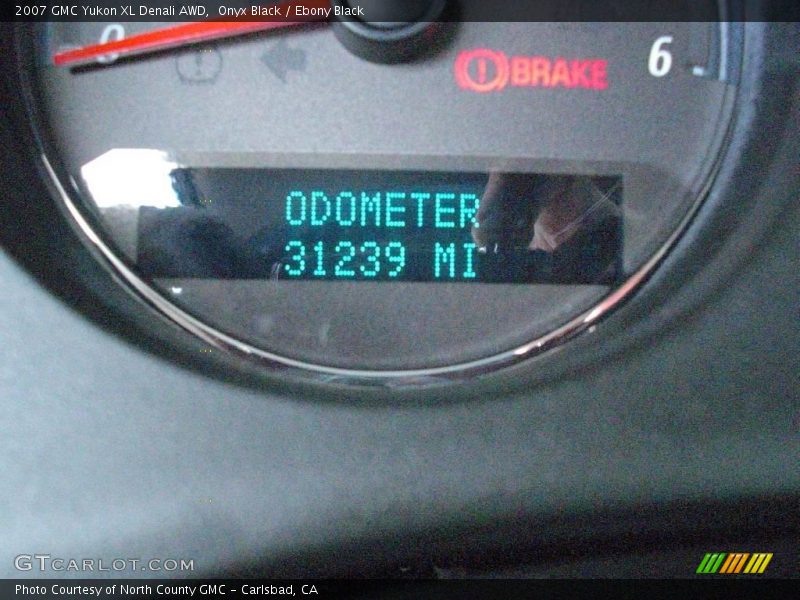 2007 GMC Yukon XL Denali AWD,  Onyx Black / Ebony Black
0
6
BRAKE
ODOMETER
31239 MI
GTCARLOT.COM
Photo Courtesy of North County GMC - Carlsbad, CA